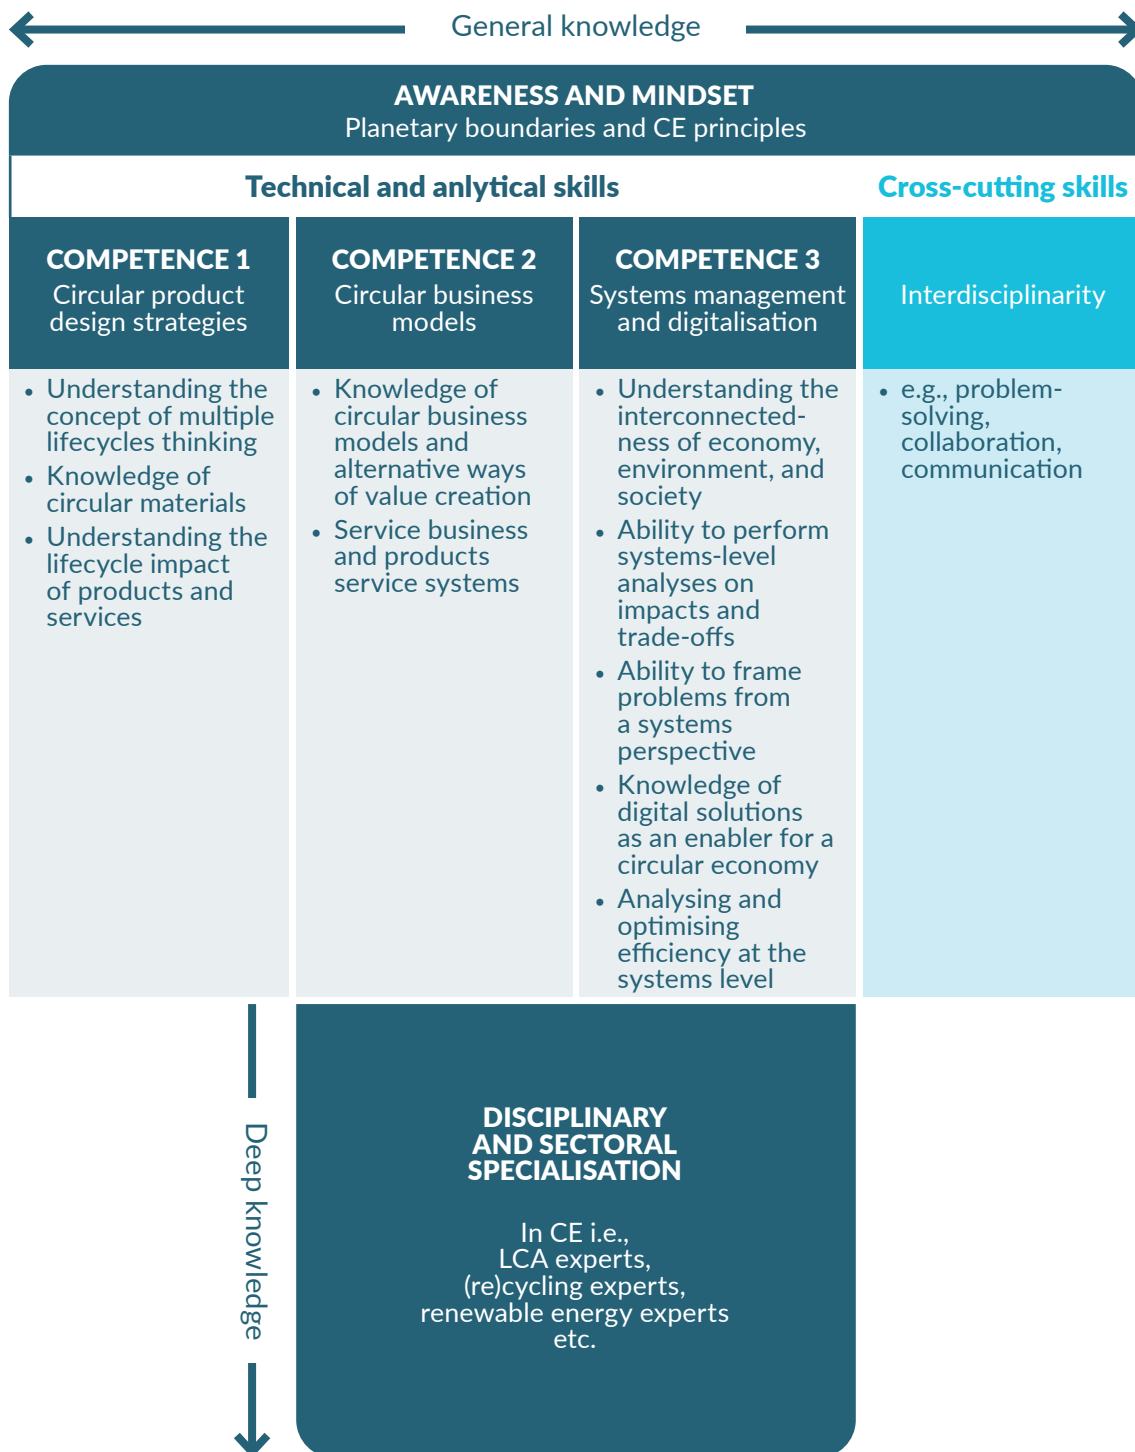 General knowledge
AWARENESS AND MINDSET
Planetary boundaries and CE principles
Technical and anlytical skills
Cross-cutting skills
COMPETENCE 1
Circular product
design strategies
• Understanding the
concept of multiple
lifecycles thinking
• Knowledge of
circular materials
• Understanding the
lifecycle impact
of products and
services
COMPETENCE 2
Circular business
models
• Knowledge of
circular business
models and
alternative ways
of value creation
• Service business
and products
service systems
COMPETENCE 3
Systems management
and digitalisation
• Understanding the
interconnected-
ness of economy,
environment, and
society
• Ability to perform
systems-level
analyses on
impacts and
trade-offs
• Ability to frame
problems from
a systems
perspective
• Knowledge of
digital solutions
as an enabler for a
circular economy
• Analysing and
optimising
efficiency at the
systems level
Interdisciplinarity
• e.g., problem-
solving,
collaboration,
communication
Deep knowledge
DISCIPLINARY
AND SECTORAL
SPECIALISATION
In CE i.e.,
LCA experts,
(re)cycling experts,
renewable energy experts
etc.